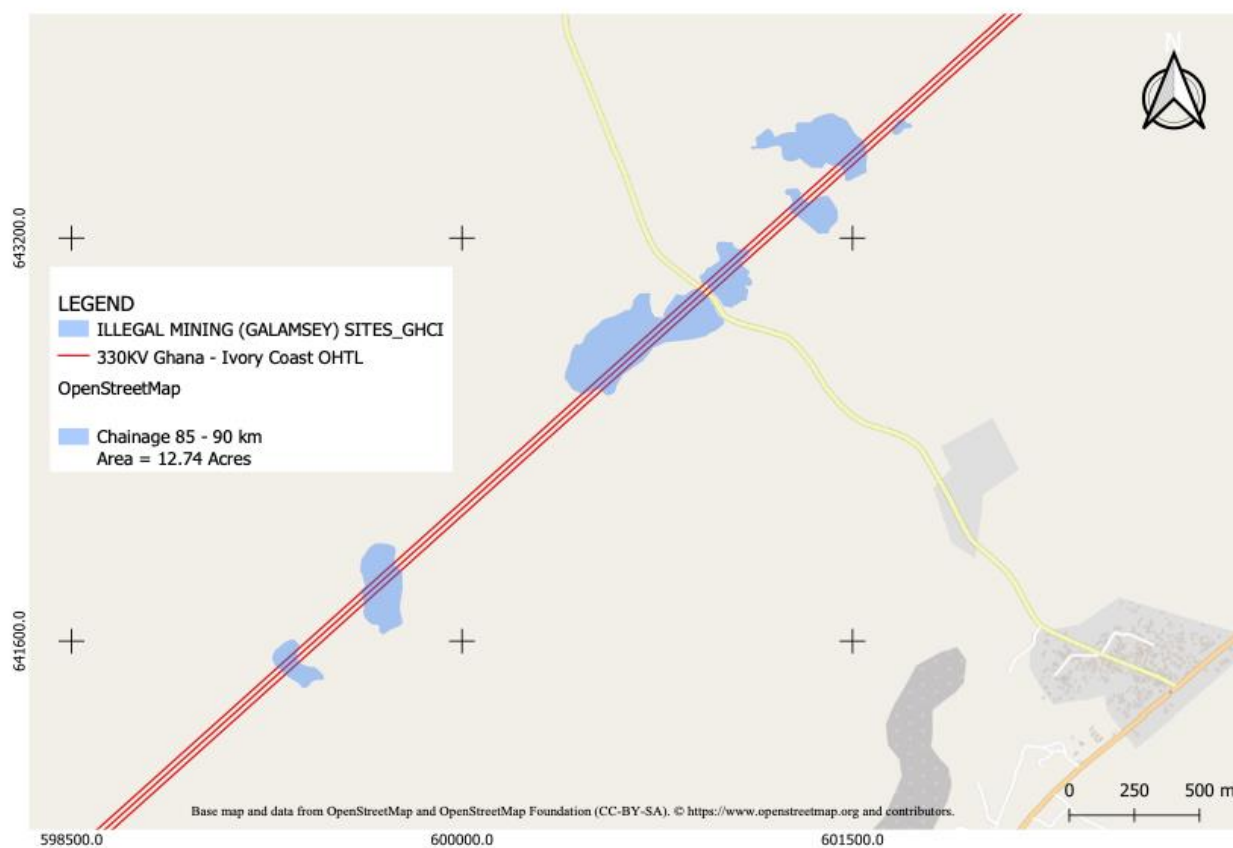 N
643200.0
LEGEND
ILLEGAL MINING (GALAMSEY) SITES_GHCI
330KV Ghana - Ivory Coast OHTL
OpenStreetMap
Chainage 85 - 90 km
Area = 12.74 Acres
641600.0
0 250 500 m
Base map and data from OpenStreetMap and OpenStreetMap Foundation (CC-BY-SA). © https://www.openstreetmap.org and contributors.
598500.0 600000.0 601500.0